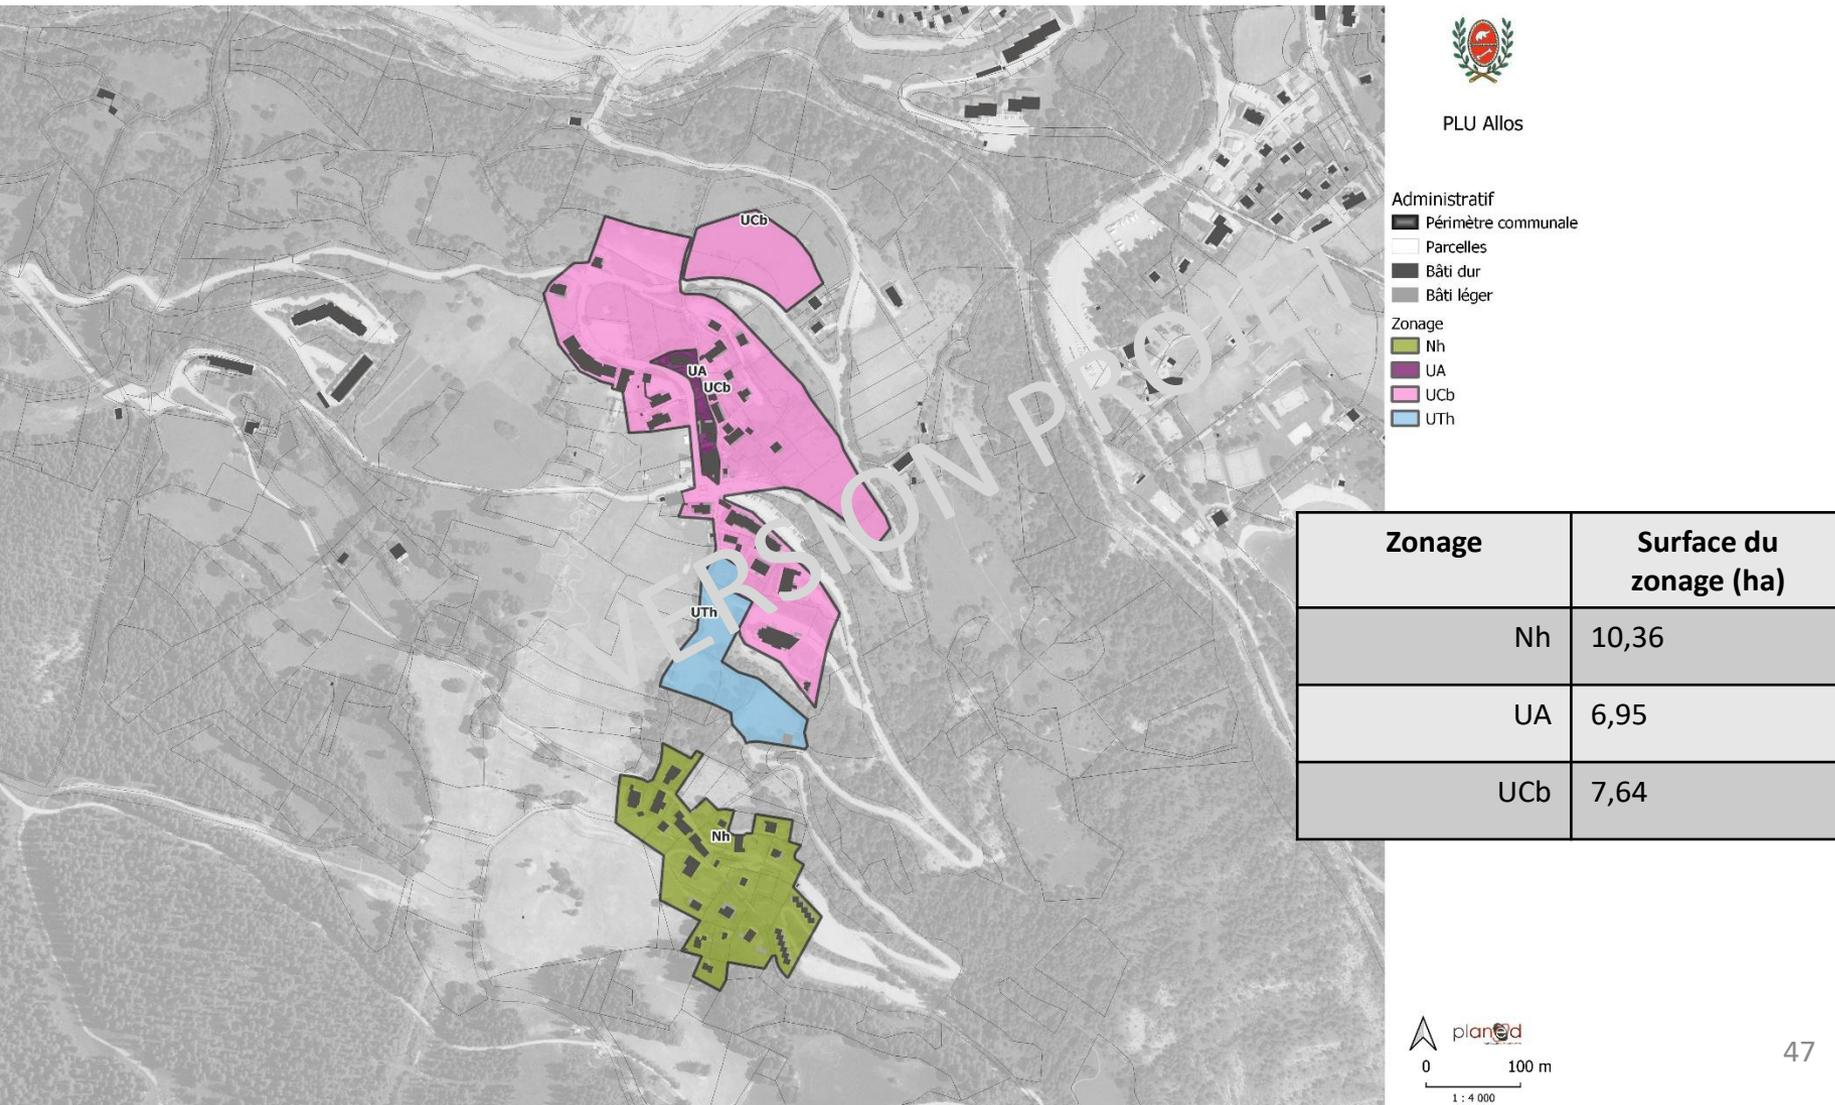 PLU Allos
Administratif
Périmètre communale
Parcelles
Bâti dur
Bâti léger
Zonage
Nh
UA
UCb
UTh
UCb
UA
UCb
UTh
Nh
VERSION PROJET
Zonage
Surface du
zonage (ha)
Nh
10,36
UA
6,95
UCb
7,64
planed
0
100 m
1 : 4 000
47